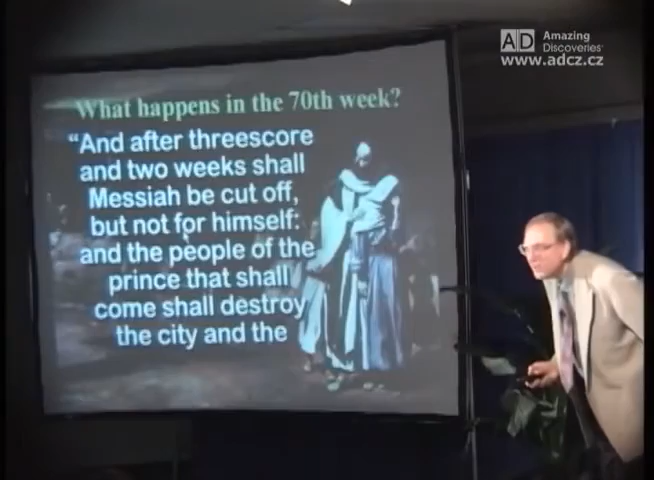 AD Amazing
Discoveries
www.adcz.cz
What happens in the 70th week?
“And after threescore
and two weeks shall
Messiah be cut off,
but not for himself:
and the people of the
prince that shall
come shall destroy
the city and the